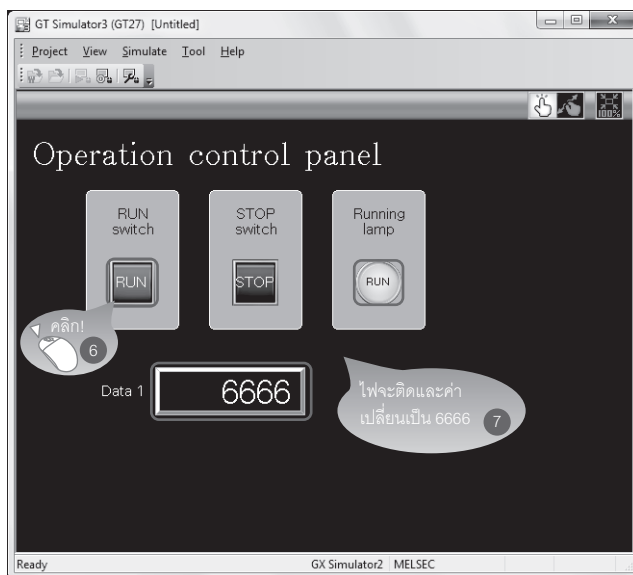 GT Simulator3 (GT27) [Untitled]
Project View Simulate Tool Help
100%
Operation control panel
RUN
switch
STOP
switch
Running
lamp
RUN
STOP
RUN
คลิก!
6
Data 1
6666
ไฟจะติดและค่า
เปลี่ยนเป็น 6666
7
Ready
GX Simulator2
MELSEC